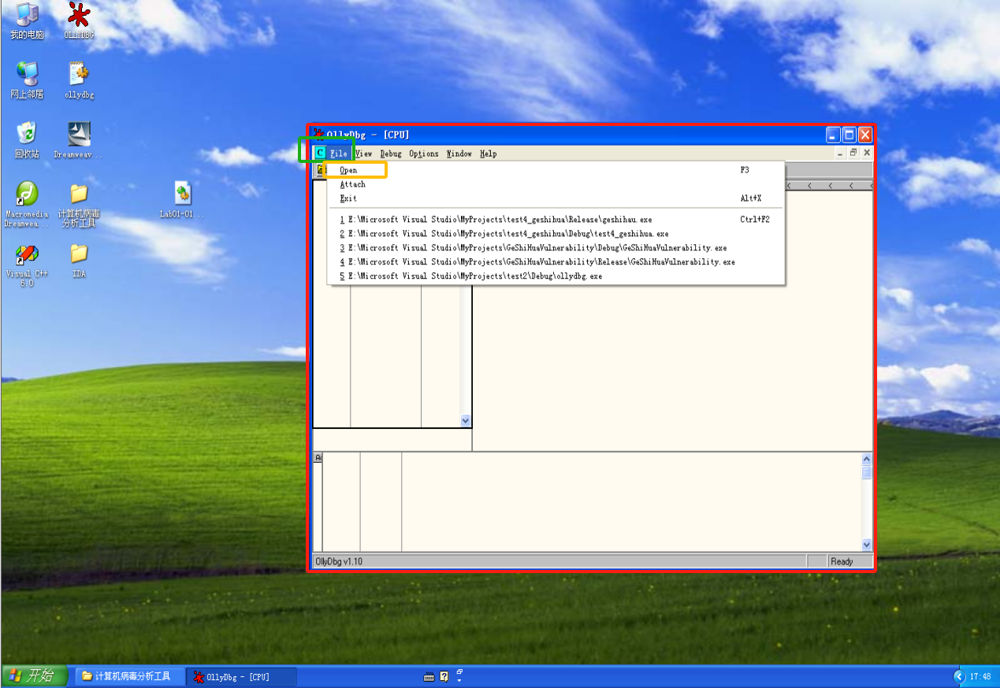 我的电脑
OLLYDBG
网上邻居
ollydbg
回收站
Dreamweav...
Macromedia
Dreamwea...
计算机病毒
分析工具
Lab01-01...
Visual C++
6.0
IDA
OllyDbg - [CPU]
C File View Debug Options Window Help
Open F3
Attach
Exit Alt+X
1 E:\Microsoft Visual Studio\MyProjects\test4_geshihua\Release\geshihau.exe Ctrl+F2
2 E:\Microsoft Visual Studio\MyProjects\test4_geshihua\Debug\test4_geshihua.exe
3 E:\Microsoft Visual Studio\MyProjects\GeShiHuaVulnerability\Debug\GeShiHuaVulnerability.exe
4 E:\Microsoft Visual Studio\MyProjects\GeShiHuaVulnerability\Release\GeShiHuaVulnerability.exe
5 E:\Microsoft Visual Studio\MyProjects\test2\Debug\ollydbg.exe
< < < < <
OllyDbg v1.10 Ready
开始 计算机病毒分析工具 OllyDbg - [CPU] 17:48